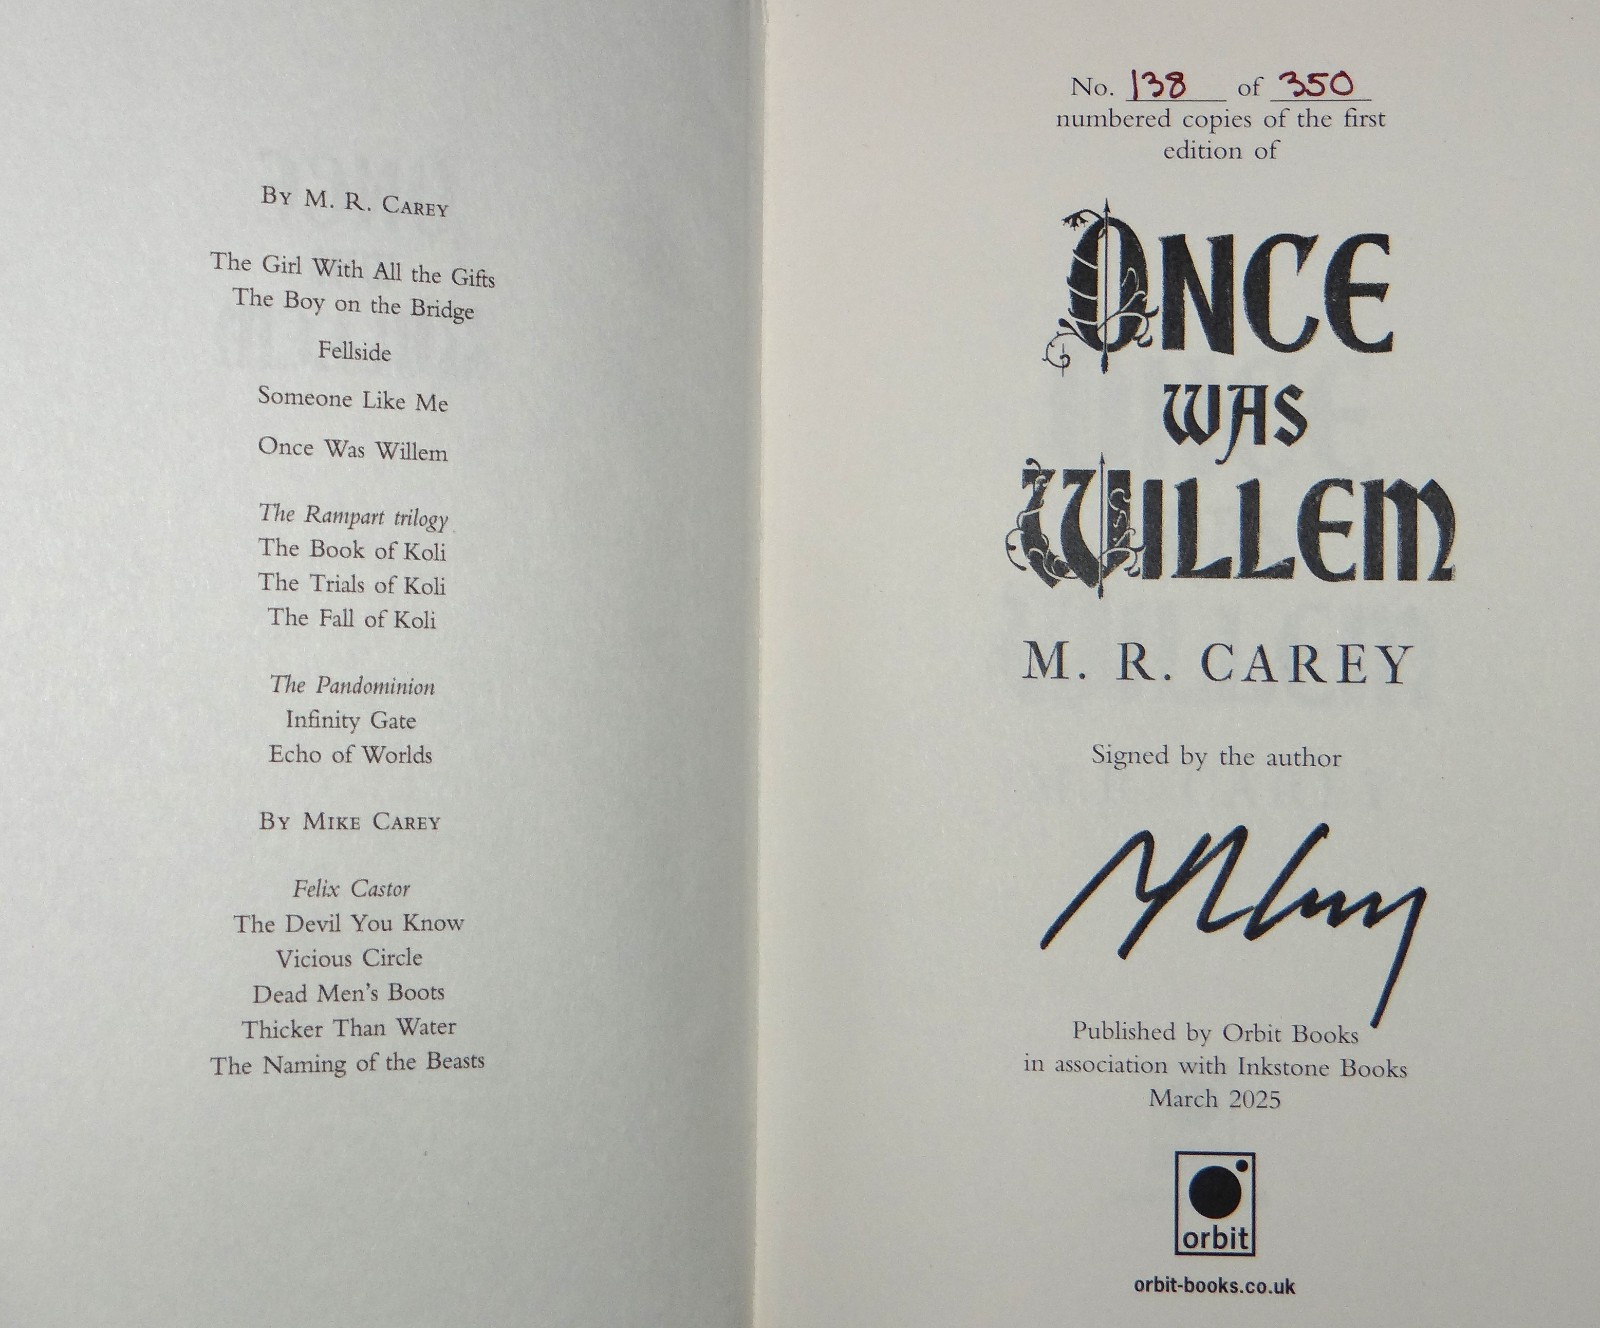 By M. R. Carey
The Girl With All the Gifts
The Boy on the Bridge
Fellside
Someone Like Me
Once Was Willem
The Rampart trilogy
The Book of Koli
The Trials of Koli
The Fall of Koli
The Pandominion
Infinity Gate
Echo of Worlds
By Mike Carey
Felix Castor
The Devil You Know
Vicious Circle
Dead Men's Boots
Thicker Than Water
The Naming of the Beasts
No. 138 of 350
numbered copies of the first
edition of
ONCE
WAS
WILLEM
M. R. CAREY
Signed by the author
M R Carey
Published by Orbit Books
in association with Inkstone Books
March 2025
orbit
orbit-books.co.uk